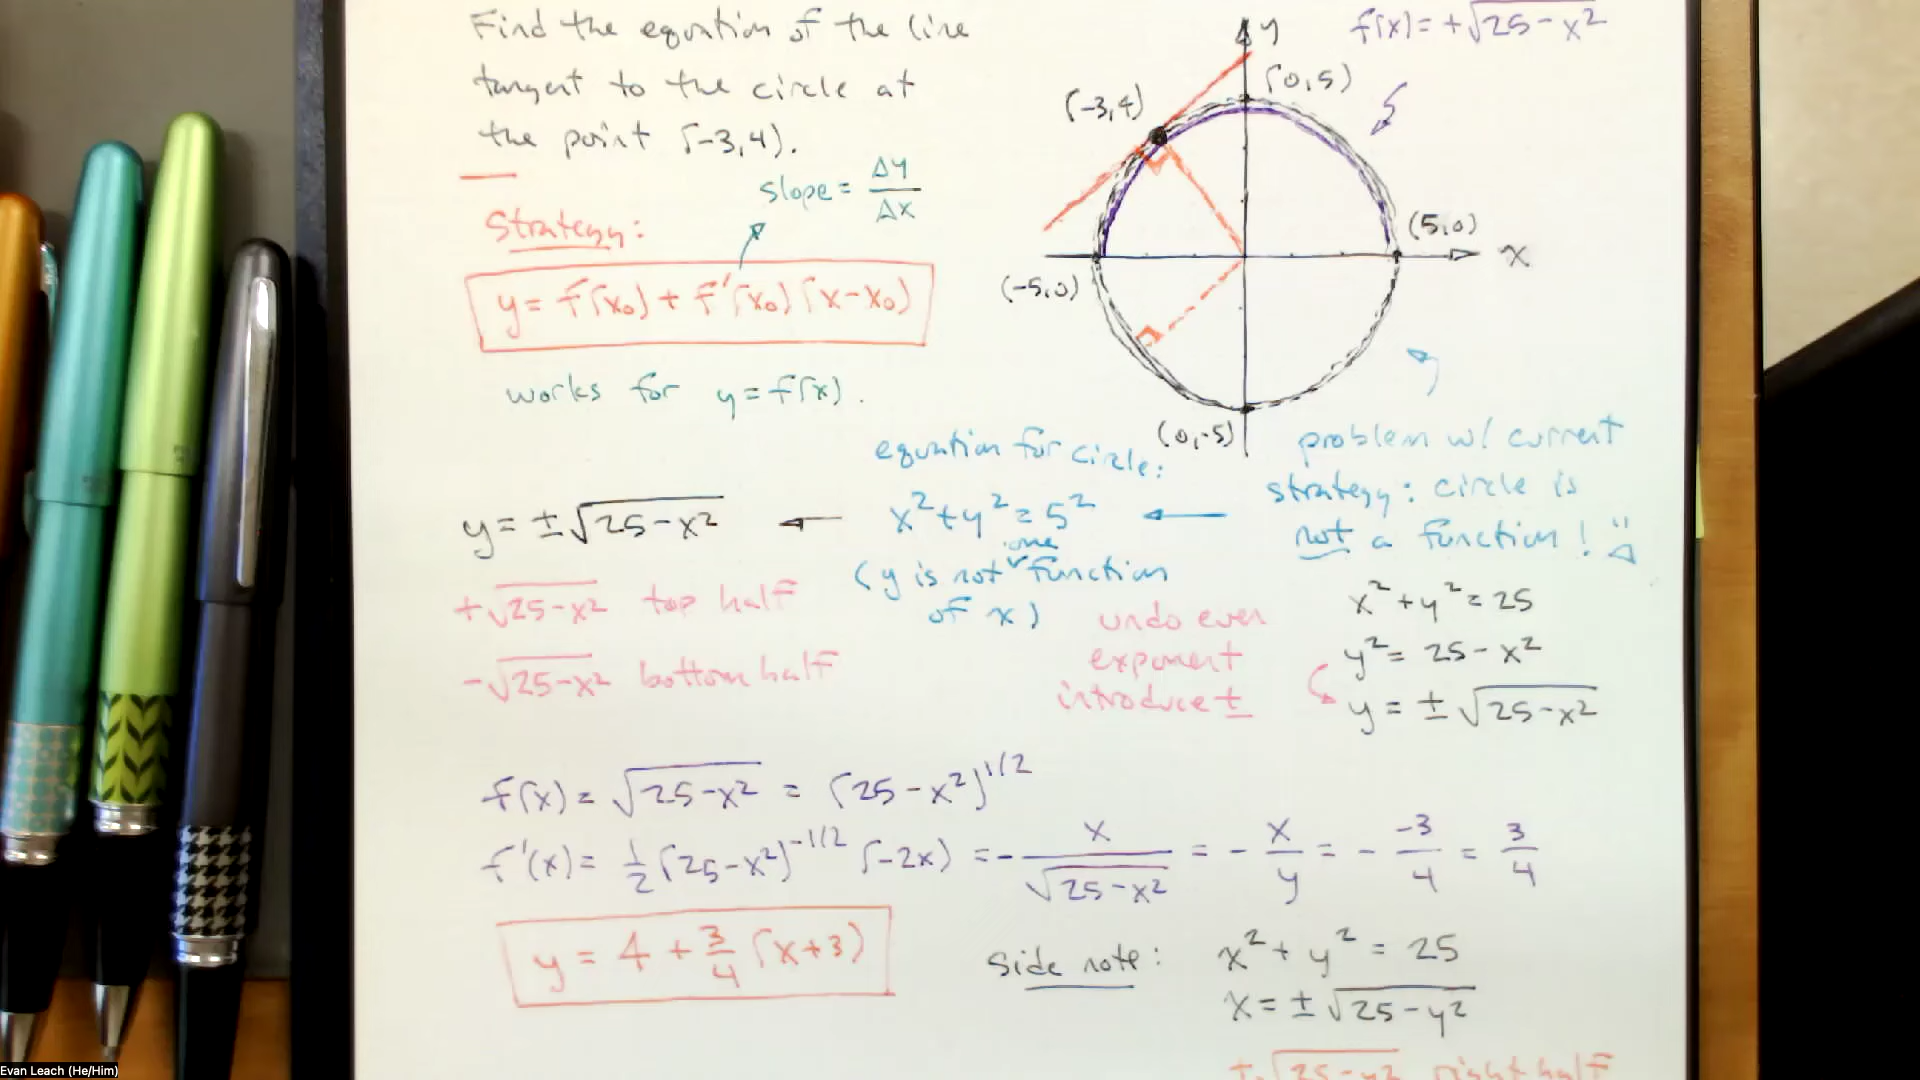 Find the equation of the line
tangent to the circle at
the point (-3,4).
slope = Δy/Δx
Strategy:
y = f(x₀) + f'(x₀)(x-x₀)
works for y = f(x).
f(x) = +√25-x²
y
(0,5)
(-3,4)
(5,0)
x
(-5,0)
(0,-5)
problem w/ current
strategy: circle is
not a function!
equation for circle:
x²+y²=5²
(y is not one function
of x)
y = ±√25-x²
+√25-x² top half
-√25-x² bottom half
x²+y²=25
y²= 25-x²
y = ±√25-x²
undo even
exponent
introduce ±
f(x) = √25-x² = (25-x²)^1/2
f'(x) = 1/2 (25-x²)^-1/2 (-2x) = - x/√25-x² = - x/y = - -3/4 = 3/4
y = 4 + 3/4 (x+3)
Side note: x² + y² = 25
x = ±√25-y²
+√25-y² right half
Evan Leach (He/Him)